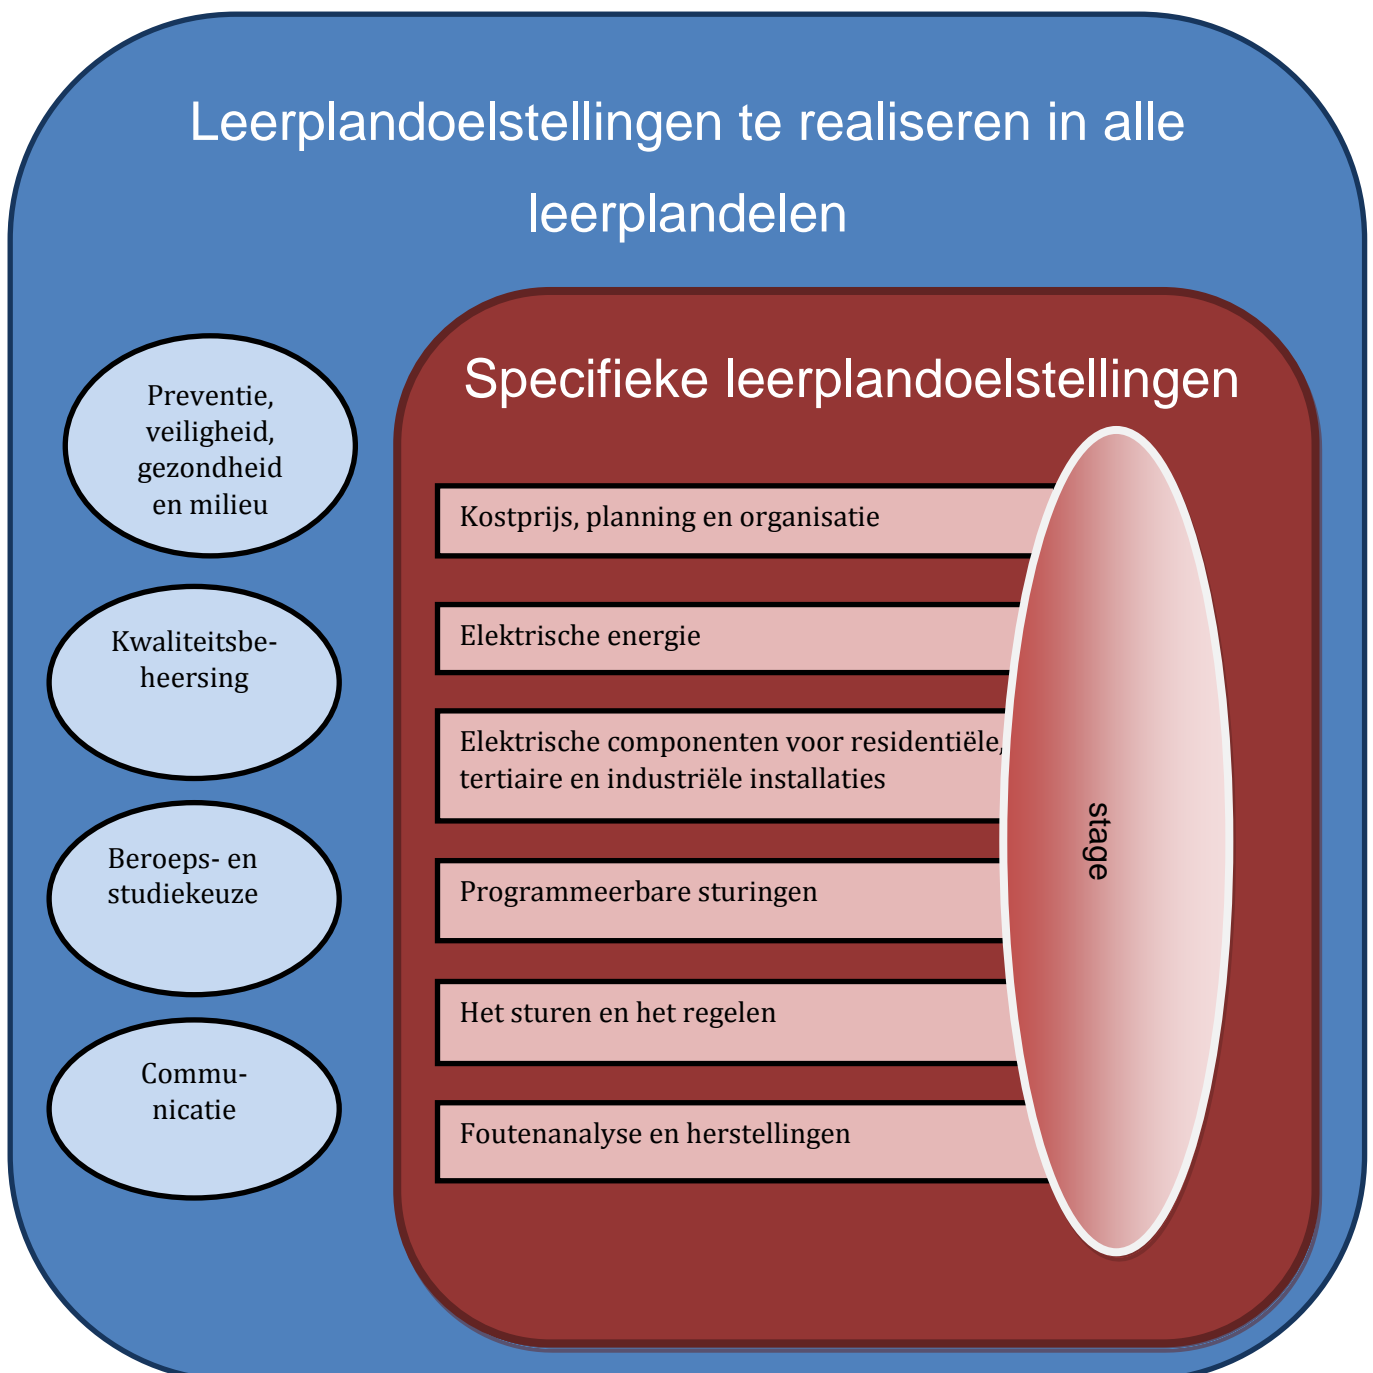 Leerplandoelstellingen te realiseren in alle
leerplandelen
Preventie,
veiligheid,
gezondheid
en milieu
Kwaliteitsbe-
heersing
Beroeps- en
studiekeuze
Commu-
nicatie
Specifieke leerplandoelstellingen
Kostprijs, planning en organisatie
Elektrische energie
Elektrische componenten voor residentiële,
tertiaire en industriële installaties
Programmeerbare sturingen
Het sturen en het regelen
Foutenanalyse en herstellingen
stage